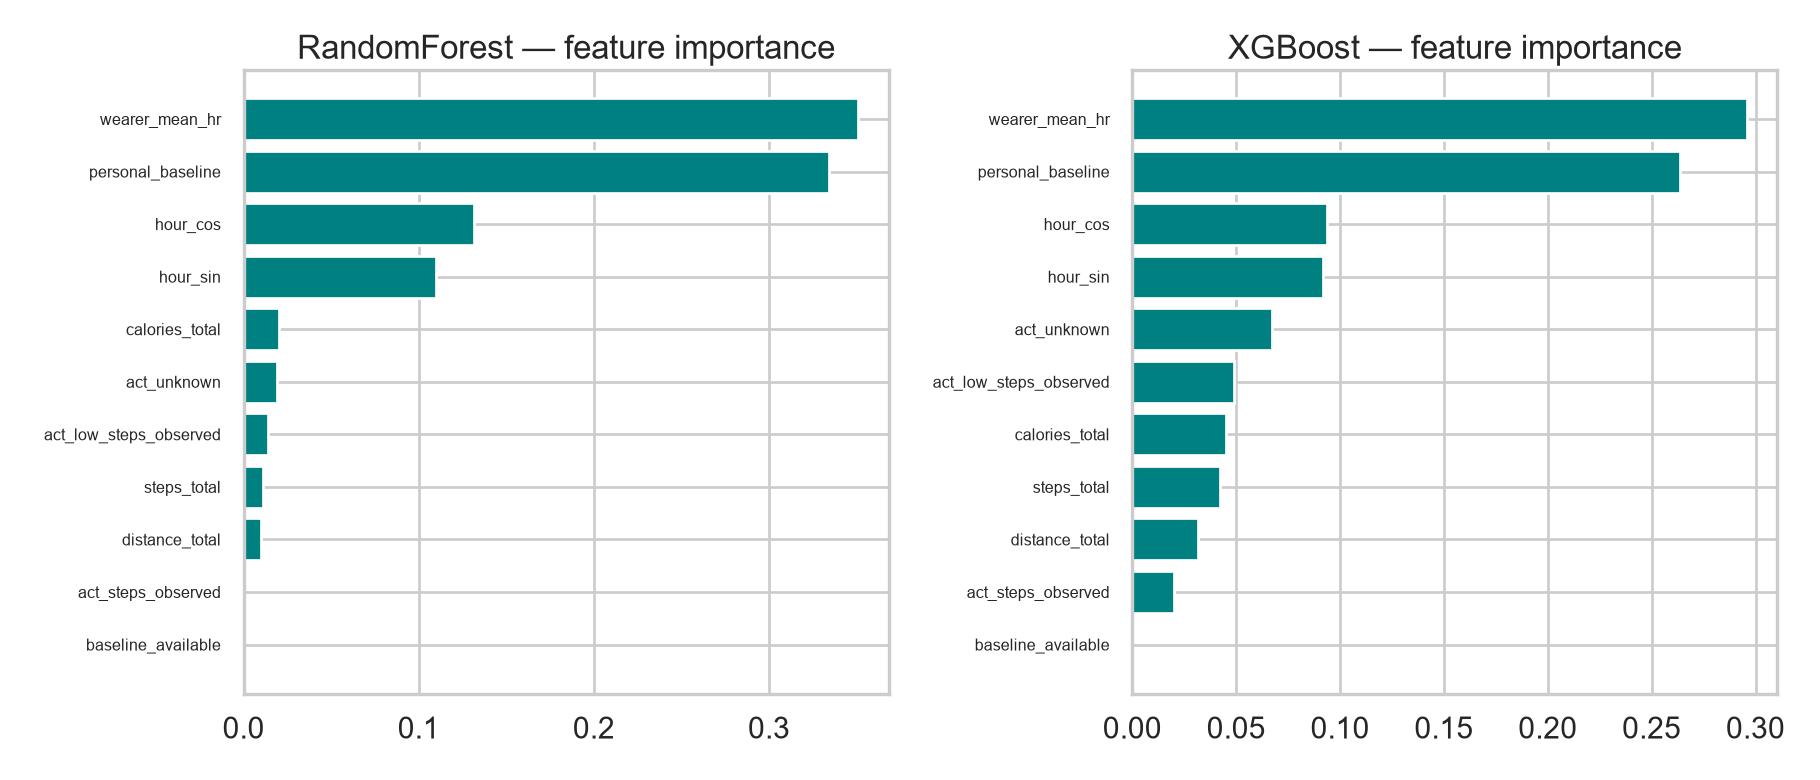 RandomForest — feature importance
wearer_mean_hr
personal_baseline
hour_cos
hour_sin
calories_total
act_unknown
act_low_steps_observed
steps_total
distance_total
act_steps_observed
baseline_available
0.0 0.1 0.2 0.3
XGBoost — feature importance
wearer_mean_hr
personal_baseline
hour_cos
hour_sin
act_unknown
act_low_steps_observed
calories_total
steps_total
distance_total
act_steps_observed
baseline_available
0.00 0.05 0.10 0.15 0.20 0.25 0.30